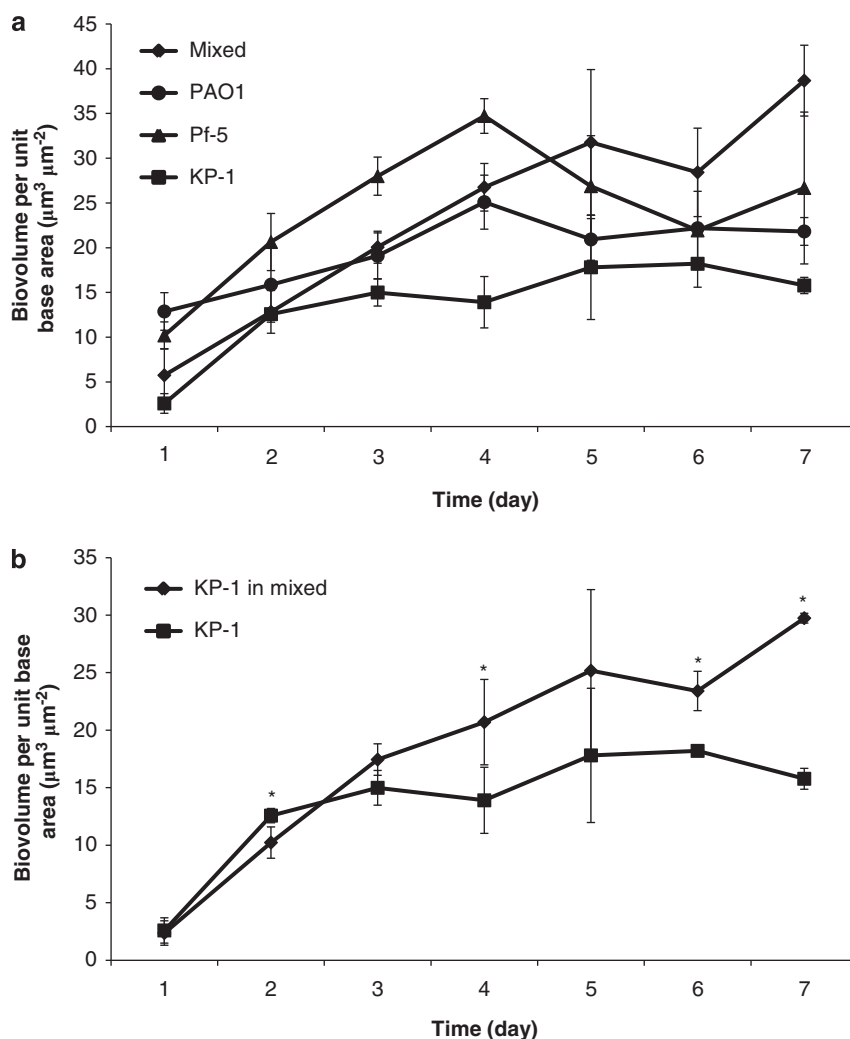 a
45
40
35
30
25
20
15
10
5
0
Biovolume per unit
base area (μm³ μm⁻²)
Mixed
PAO1
Pf-5
KP-1
1 2 3 4 5 6 7
Time (day)
b
35
30
25
20
15
10
5
0
Biovolume per unit base
area (μm³ μm⁻²)
KP-1 in mixed
KP-1
* * * *
1 2 3 4 5 6 7
Time (day)